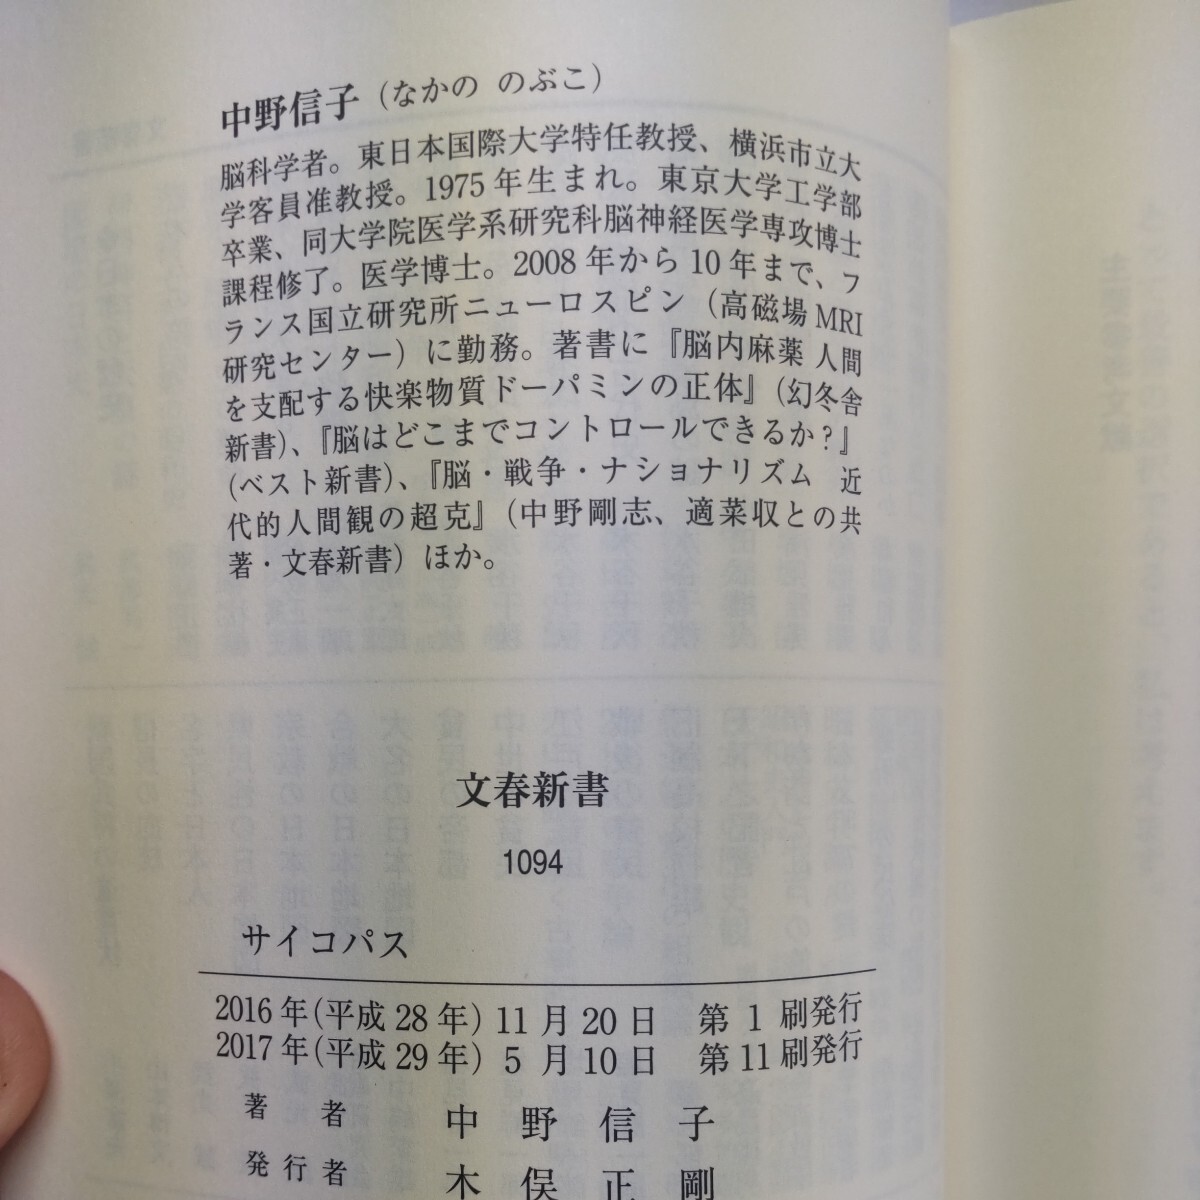 中野信子（なかの のぶこ）
脳科学者。東日本国際大学特任教授、横浜市立大
学客員准教授。1975年生まれ。東京大学工学部
卒業、同大学院医学系研究科脳神経医学専攻博士
課程修了。医学博士。2008年から10年まで、フ
ランス国立研究所ニューロスピン（高磁場MRI
研究センター）に勤務。著書に『脳内麻薬 人間
を支配する快楽物質ドーパミンの正体』（幻冬舎
新書）、『脳はどこまでコントロールできるか？』
（ベスト新書）、『脳・戦争・ナショナリズム　近
代的人間観の超克』（中野剛志、適菜収との共
著・文春新書）ほか。
文春新書
1094
サイコパス
2016年（平成28年）11月20日　第1刷発行
2017年（平成29年）5月10日　第11刷発行
著者　中野信子
発行者　木俣正剛